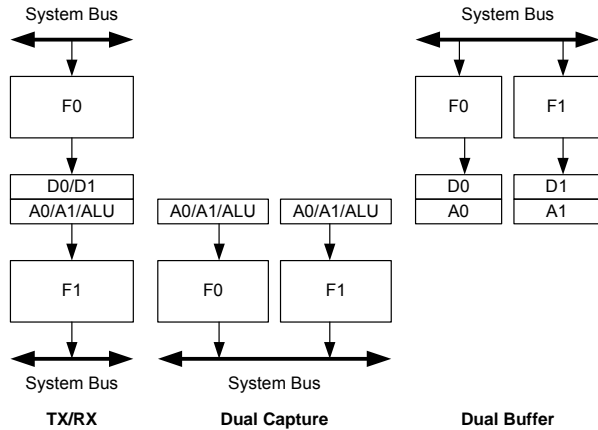 System Bus
System Bus
F0
F0
F1
D0/D1
A0/A1/ALU
D0
A0
D1
A1
A0/A1/ALU
A0/A1/ALU
F1
F0
F1
System Bus
System Bus
TX/RX
Dual Capture
Dual Buffer